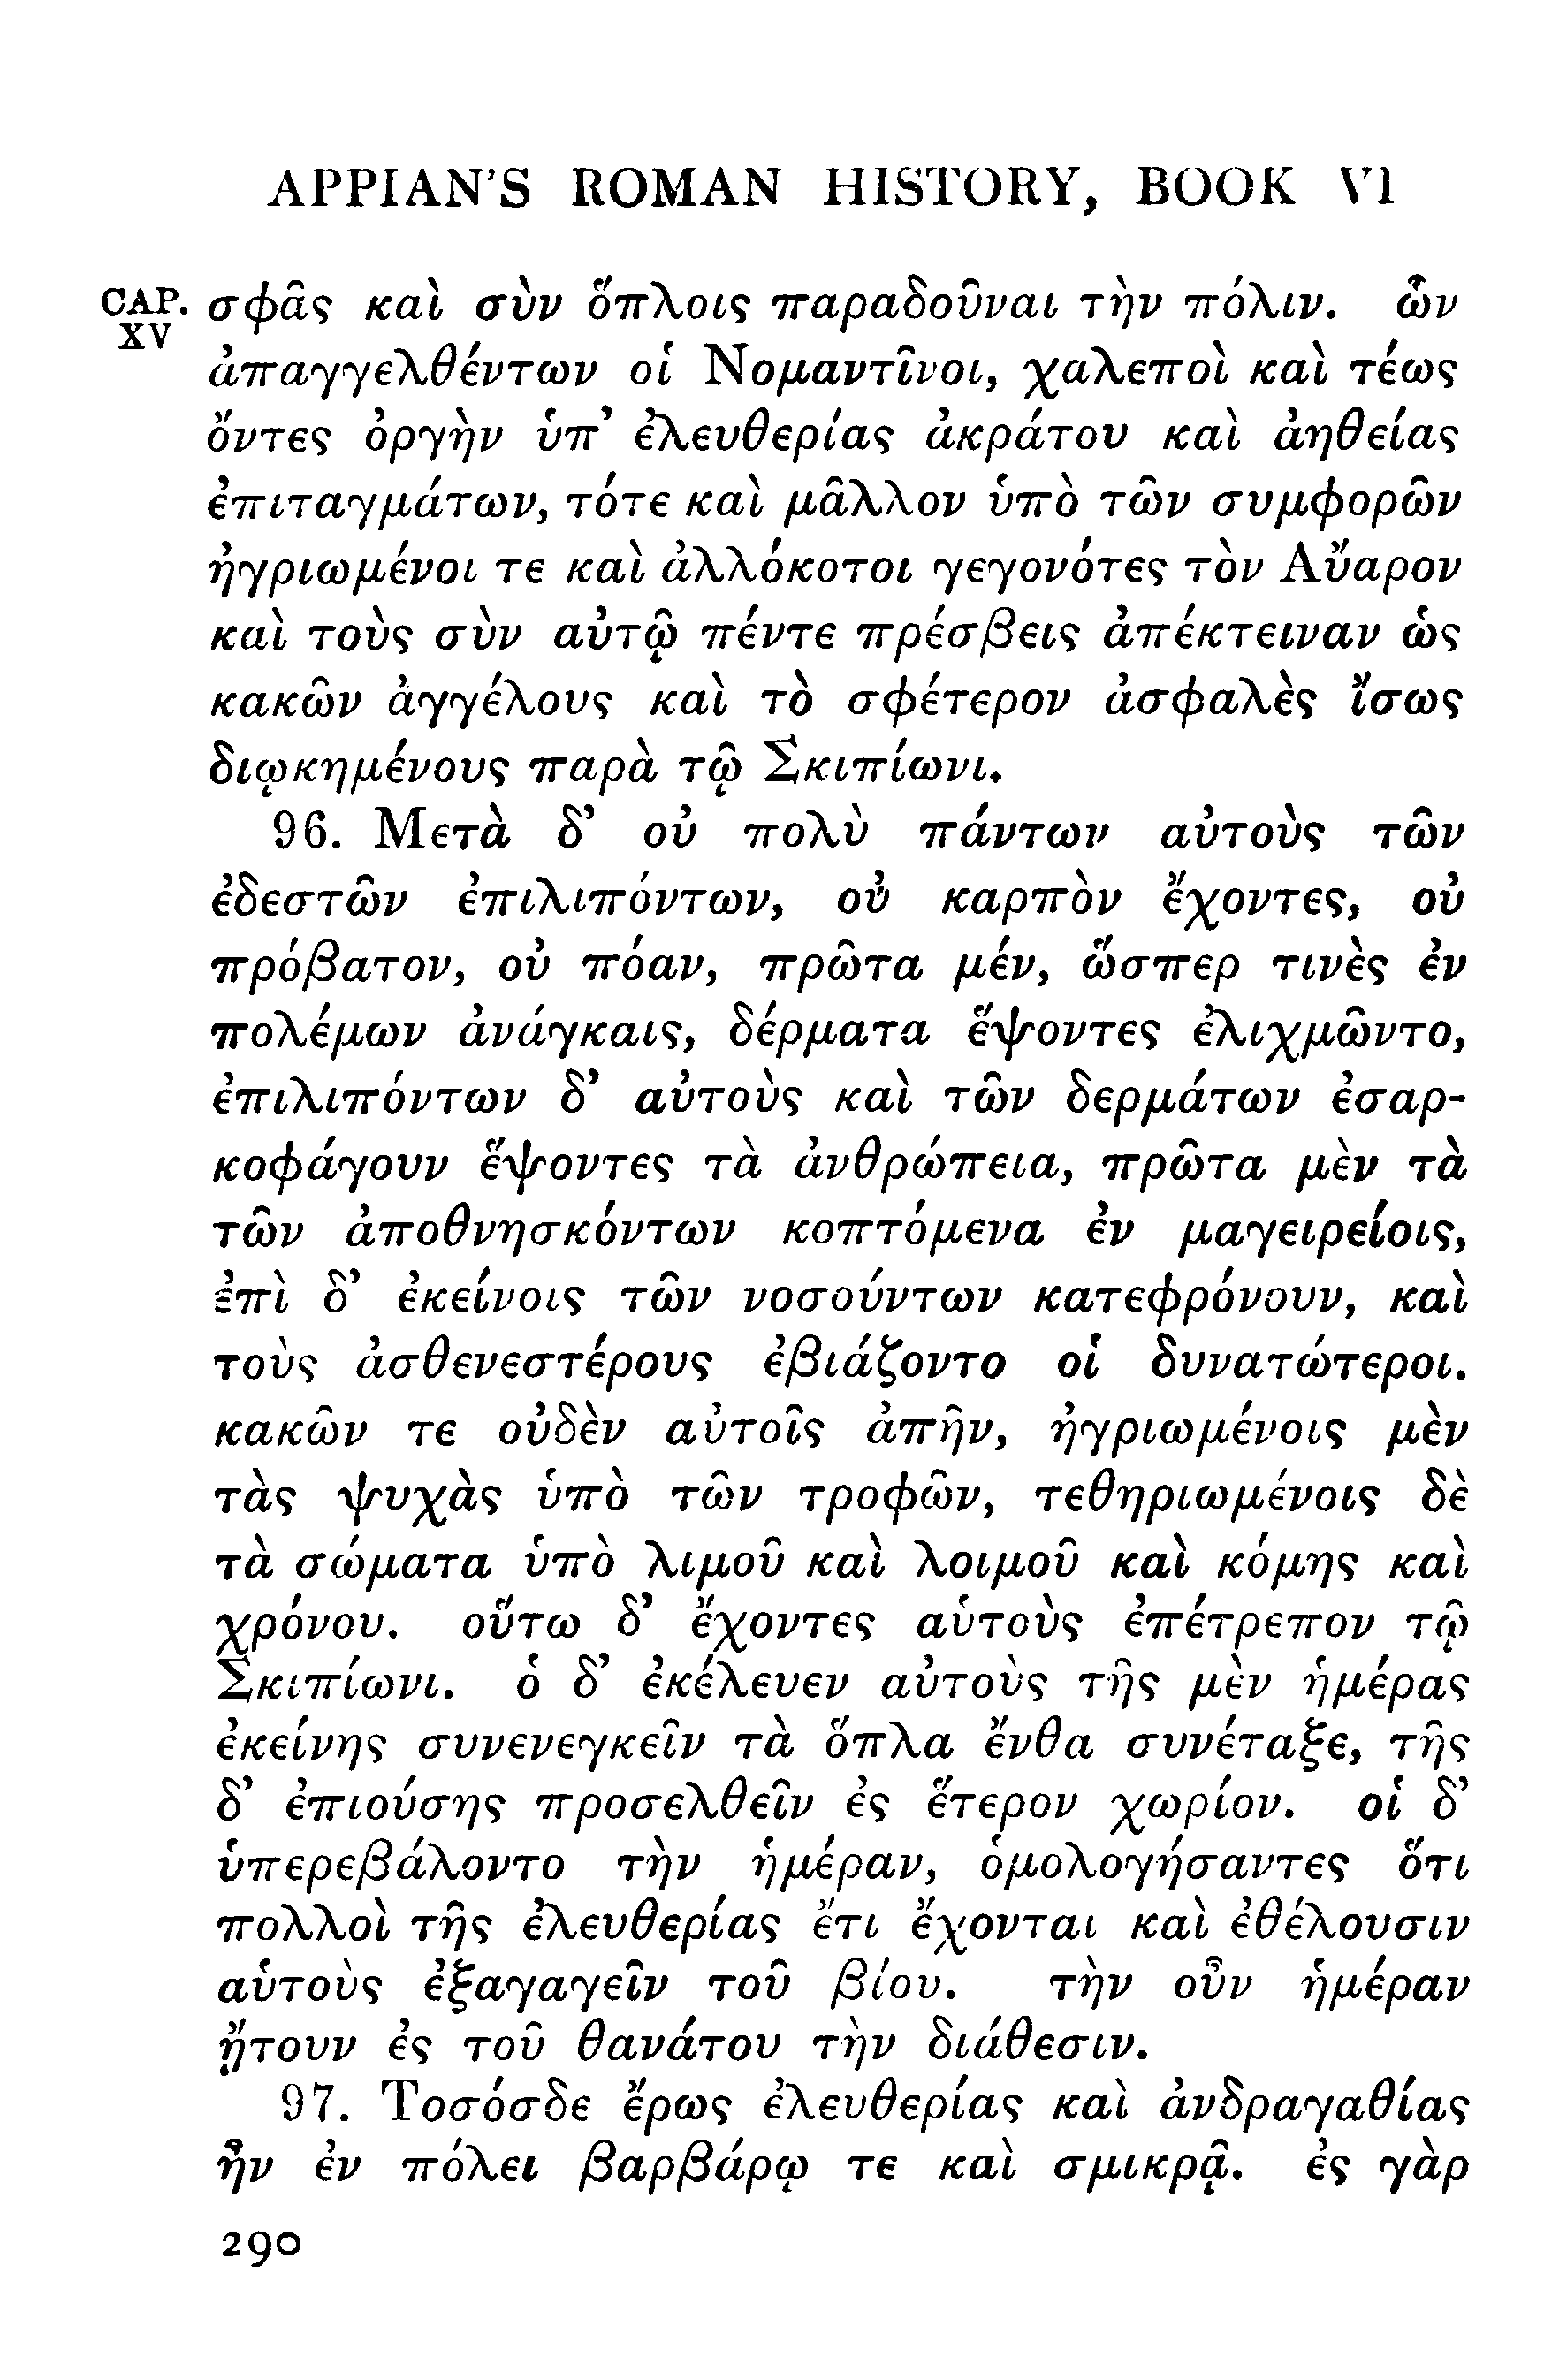 APPIAN'S ROMAN HISTORY, BOOK VI
CAP. XV
σφᾶς καὶ σὺν ὅπλοις παραδοῦναι τὴν πόλιν. ὧν
ἀπαγγελθέντων οἱ Νομαντῖνοι, χαλεποὶ καὶ τέως
ὄντες ὀργὴν ὑπ' ἐλευθερίας ἀκράτου καὶ ἀηθείας
ἐπιταγμάτων, τότε καὶ μᾶλλον ὑπὸ τῶν συμφορῶν
ἠγριωμένοι τε καὶ ἀλλόκοτοι γεγονότες τὸν Αὔαρον
καὶ τοὺς σὺν αὐτῷ πέντε πρέσβεις ἀπέκτειναν ὡς
κακῶν ἀγγέλους καὶ τὸ σφέτερον ἀσφαλὲς ἴσως
διῳκημένους παρὰ τῷ Σκιπίωνι.
96. Μετὰ δ' οὐ πολὺ πάντων αὐτοὺς τῶν
ἐδεστῶν ἐπιλιπόντων, οὐ καρπὸν ἔχοντες, οὐ
πρόβατον, οὐ πόαν, πρῶτα μέν, ὥσπερ τινὲς ἐν
πολέμων ἀνάγκαις, δέρματα ἕψοντες ἐλιχμῶντο,
ἐπιλιπόντων δ' αὐτοὺς καὶ τῶν δερμάτων ἐσαρ-
κοφάγουν ἕψοντες τὰ ἀνθρώπεια, πρῶτα μὲν τὰ
τῶν ἀποθνησκόντων κοπτόμενα ἐν μαγειρείοις,
ἐπὶ δ' ἐκείνοις τῶν νοσούντων κατεφρόνουν, καὶ
τοὺς ἀσθενεστέρους ἐβιάζοντο οἱ δυνατώτεροι.
κακῶν τε οὐδὲν αὐτοῖς ἀπῆν, ἠγριωμένοις μὲν
τὰς ψυχὰς ὑπὸ τῶν τροφῶν, τεθηριωμένοις δὲ
τὰ σώματα ὑπὸ λιμοῦ καὶ λοιμοῦ καὶ κόμης καὶ
χρόνου. οὕτω δ' ἔχοντες αὑτοὺς ἐπέτρεπον τῷ
Σκιπίωνι. ὁ δ' ἐκέλευεν αὐτοὺς τῆς μὲν ἡμέρας
ἐκείνης συνενεγκεῖν τὰ ὅπλα ἔνθα συνέταξε, τῆς
δ' ἐπιούσης προσελθεῖν ἐς ἕτερον χωρίον. οἱ δ'
ὑπερεβάλοντο τὴν ἡμέραν, ὁμολογήσαντες ὅτι
πολλοὶ τῆς ἐλευθερίας ἔτι ἔχονται καὶ ἐθέλουσιν
αὑτοὺς ἐξαγαγεῖν τοῦ βίου. τὴν οὖν ἡμέραν
ᾔτουν ἐς τοῦ θανάτου τὴν διάθεσιν.
97. Τοσόσδε ἔρως ἐλευθερίας καὶ ἀνδραγαθίας
ἦν ἐν πόλει βαρβάρῳ τε καὶ σμικρᾷ. ἐς γὰρ
290